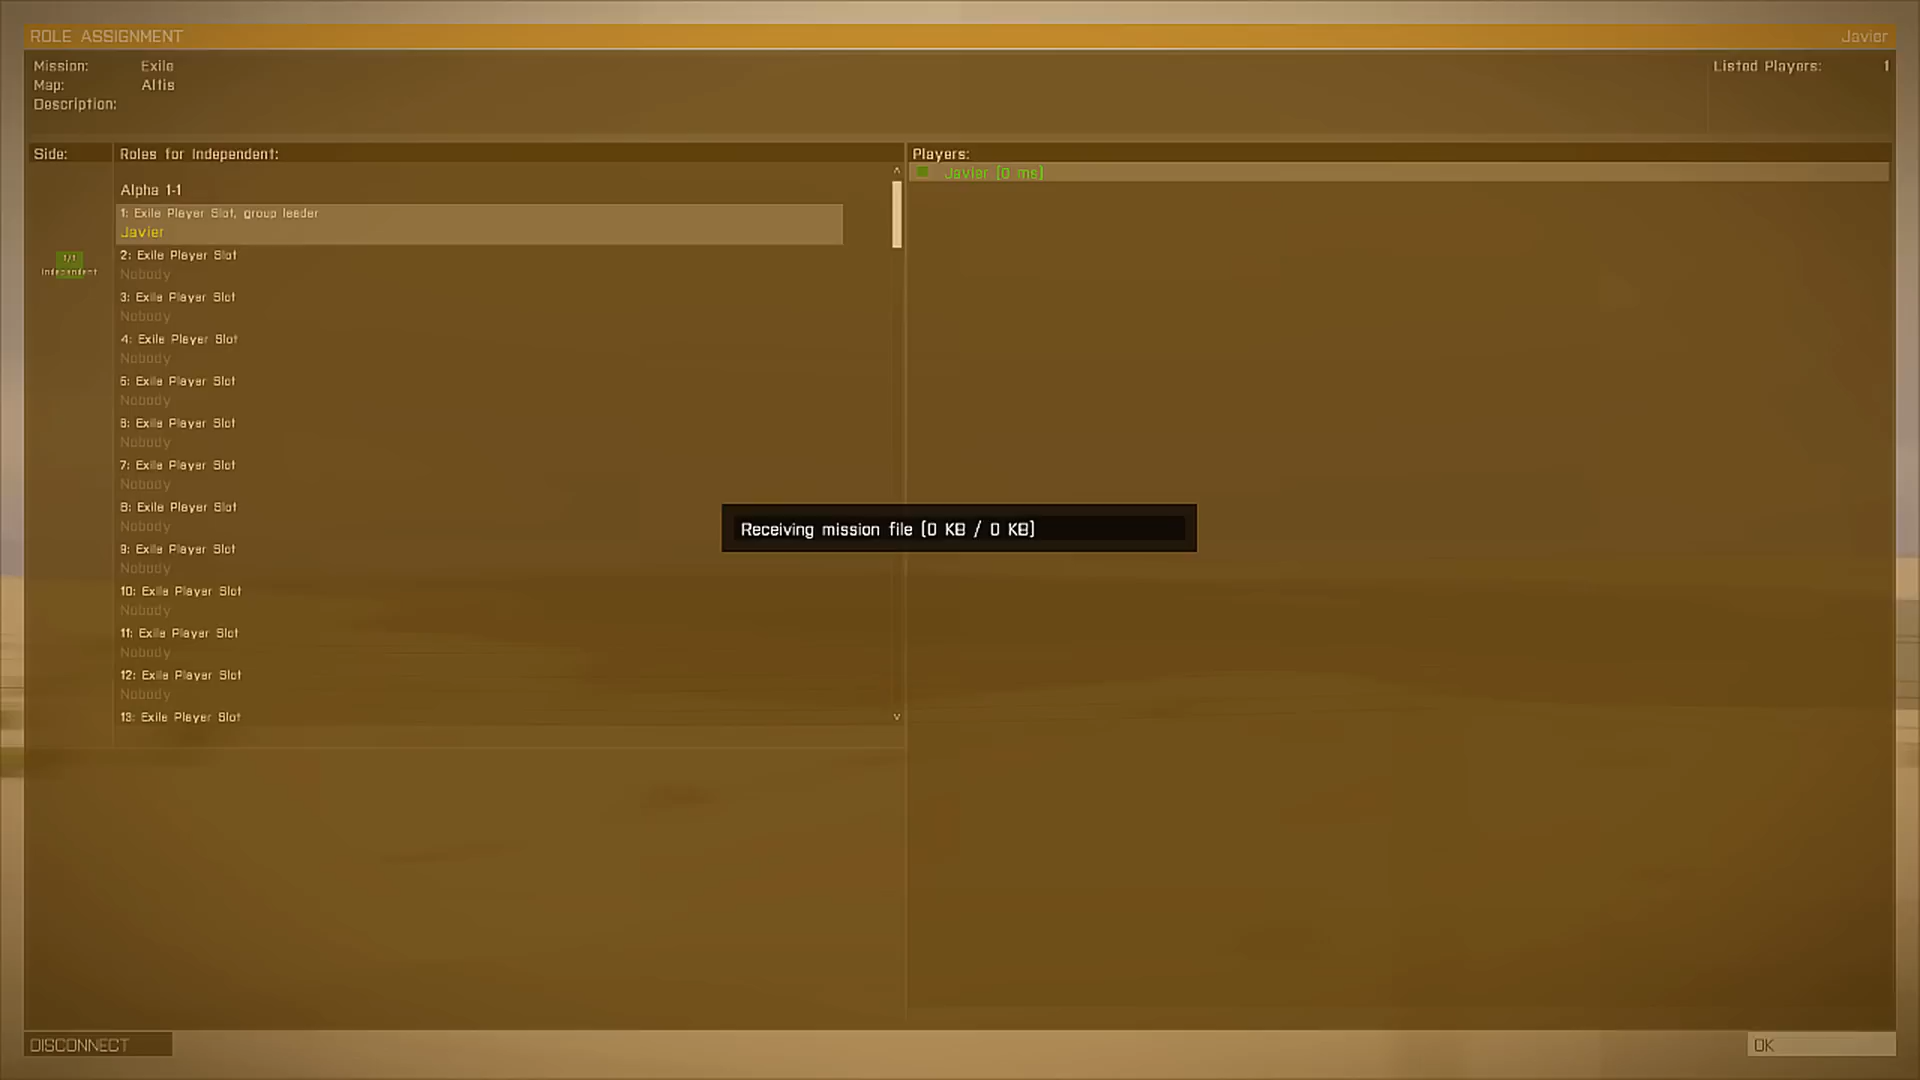 ROLE ASSIGNMENT
Javier
Mission: Exile
Listed Players: 1
Map: Altis
Description:
Side:
Roles for Independent:
Players:
Javier [0 ms]
Alpha 1-1
1: Exile Player Slot, group leader
Javier
2: Exile Player Slot
Nobody
1/1
Independent
3: Exile Player Slot
Nobody
4: Exile Player Slot
Nobody
5: Exile Player Slot
Nobody
6: Exile Player Slot
Nobody
7: Exile Player Slot
Nobody
8: Exile Player Slot
Nobody
9: Exile Player Slot
Nobody
10: Exile Player Slot
Nobody
11: Exile Player Slot
Nobody
12: Exile Player Slot
Nobody
13: Exile Player Slot
Receiving mission file [0 KB / 0 KB]
DISCONNECT
OK